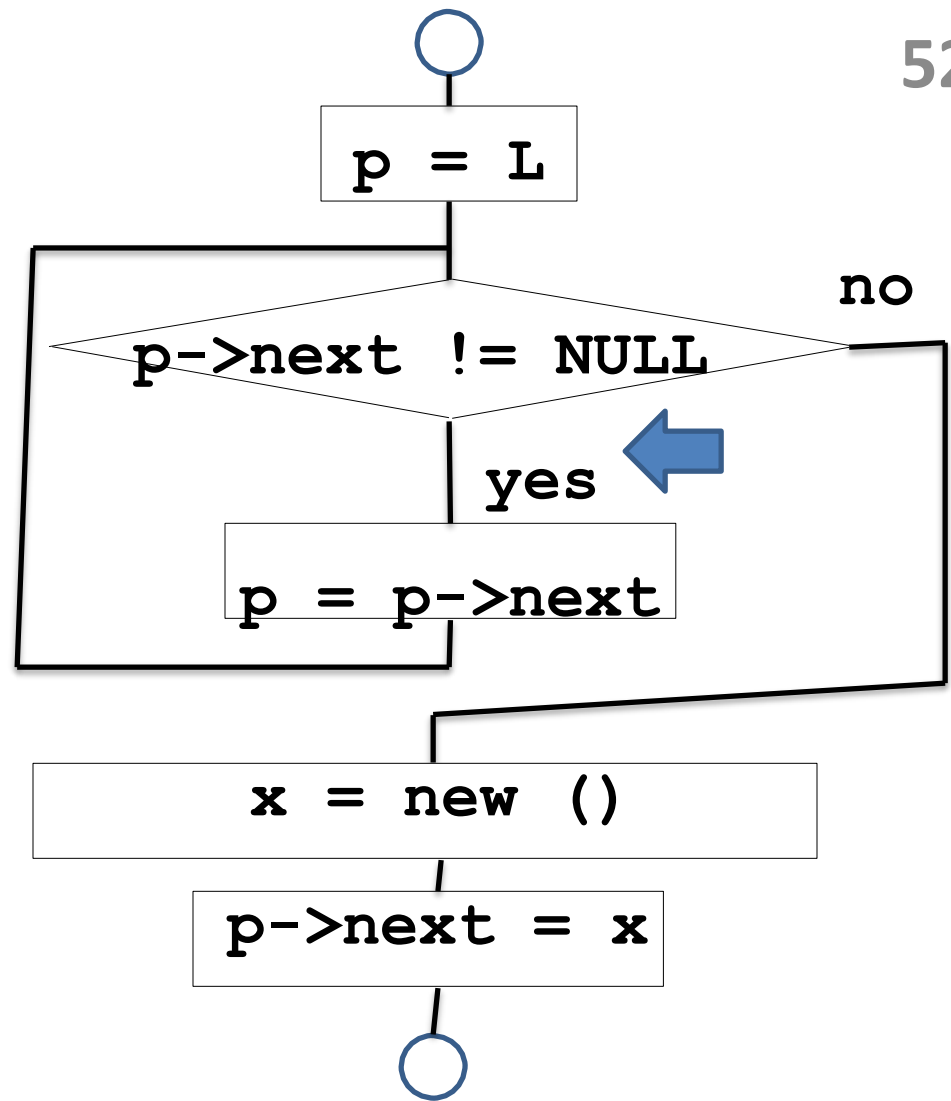 52
p = L
no
p->next != NULL
yes
p = p->next
x = new ()
p->next = x